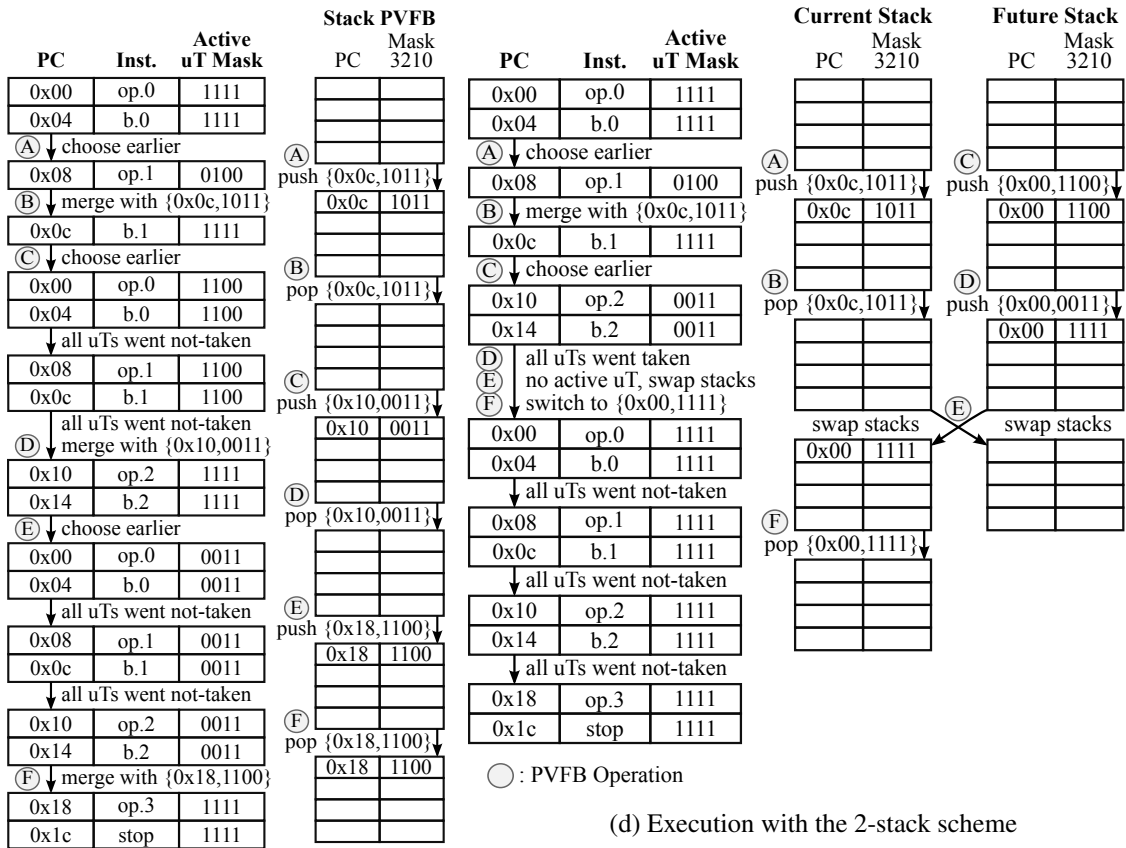 Stack PVFB
PC Inst. Active uT Mask
PC Mask 3210
0x00 op.0 1111
0x04 b.0 1111
A choose earlier
0x08 op.1 0100
B merge with {0x0c,1011}
0x0c b.1 1111
C choose earlier
0x00 op.0 1100
0x04 b.0 1100
all uTs went not-taken
0x08 op.1 1100
0x0c b.1 1100
all uTs went not-taken
D merge with {0x10,0011}
0x10 op.2 1111
0x14 b.2 1111
E choose earlier
0x00 op.0 0011
0x04 b.0 0011
all uTs went not-taken
0x08 op.1 0011
0x0c b.1 0011
all uTs went not-taken
0x10 op.2 0011
0x14 b.2 0011
F merge with {0x18,1100}
0x18 op.3 1111
0x1c stop 1111
A
push {0x0c,1011}
0x0c 1011
B
pop {0x0c,1011}
C
push {0x10,0011}
0x10 0011
D
pop {0x10,0011}
E
push {0x18,1100}
0x18 1100
F
pop {0x18,1100}
0x18 1100
PC Inst. Active uT Mask
0x00 op.0 1111
0x04 b.0 1111
A choose earlier
0x08 op.1 0100
B merge with {0x0c,1011}
0x0c b.1 1111
C choose earlier
0x10 op.2 0011
0x14 b.2 0011
D all uTs went taken
E no active uT, swap stacks
F switch to {0x00,1111}
0x00 op.0 1111
0x04 b.0 1111
all uTs went not-taken
0x08 op.1 1111
0x0c b.1 1111
all uTs went not-taken
0x10 op.2 1111
0x14 b.2 1111
all uTs went not-taken
0x18 op.3 1111
0x1c stop 1111
: PVFB Operation
Current Stack
PC Mask 3210
A
push {0x0c,1011}
0x0c 1011
B
pop {0x0c,1011}
swap stacks
0x00 1111
F
pop {0x00,1111}
Future Stack
PC Mask 3210
C
push {0x00,1100}
0x00 1100
D
push {0x00,0011}
0x00 1111
E
swap stacks
(d) Execution with the 2-stack scheme